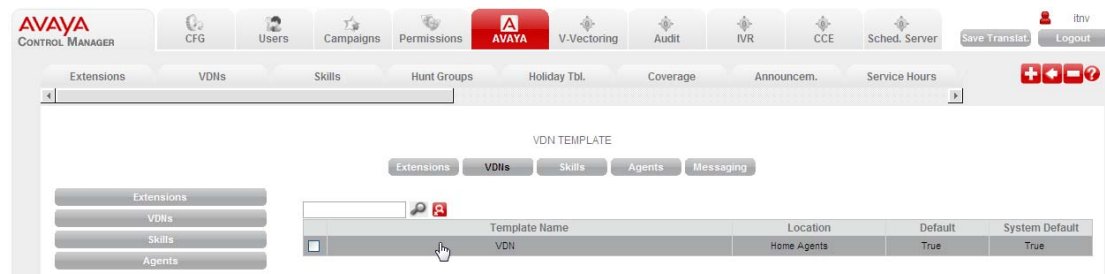 AVAYA
CONTROL MANAGER
CFG
Users
Campaigns
Permissions
A
AVAYA
V-Vectoring
Audit
IVR
CCE
Sched. Server
itnv
Save Translat.
Logout
Extensions
VDNs
Skills
Hunt Groups
Holiday Tbl.
Coverage
Announcem.
Service Hours
VDN TEMPLATE
Extensions
VDNs
Skills
Agents
Messaging
Extensions
VDNs
Skills
Agents
Template Name Location Default System Default
VDN Home Agents True True